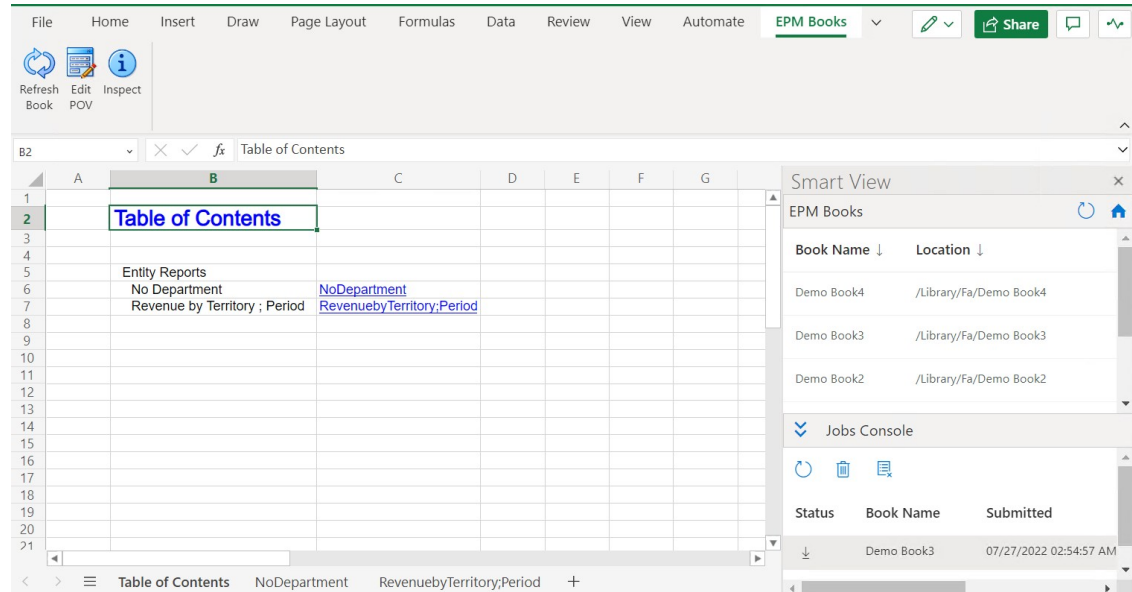 File Home Insert Draw Page Layout Formulas Data Review View Automate EPM Books Share
Refresh Book Edit POV Inspect
B2 fx Table of Contents
A B C D E F G
1
2 Table of Contents
3
4
5 Entity Reports
6 No Department NoDepartment
7 Revenue by Territory ; Period RevenuebyTerritory;Period
8
9
10
11
12
13
14
15
16
17
18
19
20
21
Table of Contents NoDepartment RevenuebyTerritory;Period
Smart View
EPM Books
Book Name ↓ Location ↓
Demo Book4 /Library/Fa/Demo Book4
Demo Book3 /Library/Fa/Demo Book3
Demo Book2 /Library/Fa/Demo Book2
Jobs Console
Status Book Name Submitted
Demo Book3 07/27/2022 02:54:57 AM